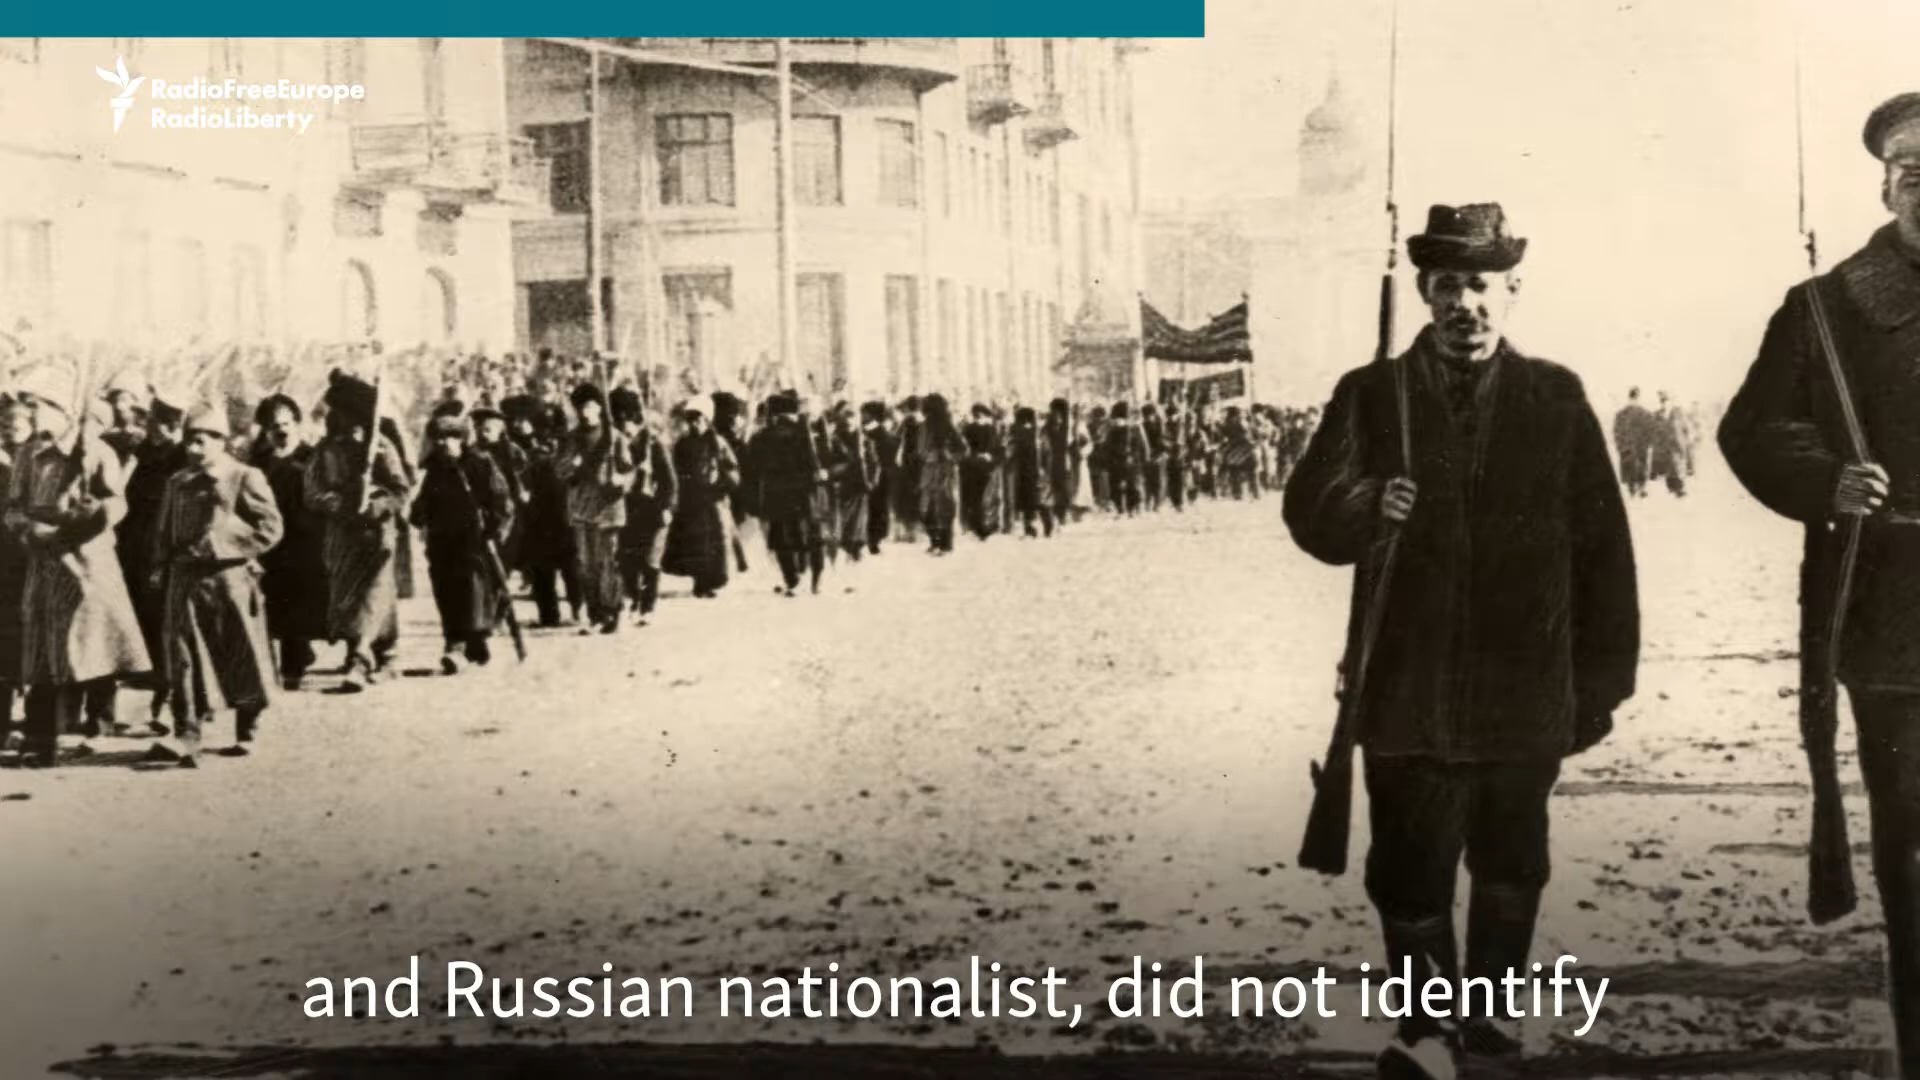 RadioFreeEurope
RadioLiberty
and Russian nationalist, did not identify